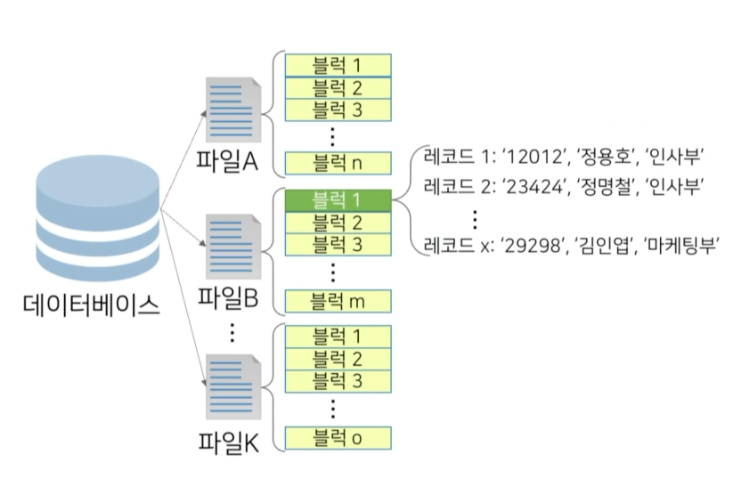 데이터베이스
파일A
블럭 1
블럭 2
블럭 3
⋮
블럭 n
파일B
블럭 1
블럭 2
블럭 3
⋮
블럭 m
⋮
파일K
블럭 1
블럭 2
블럭 3
⋮
블럭 o
레코드 1: ‘12012’, ‘정용호’, ‘인사부’
레코드 2: ‘23424’, ‘정명철’, ‘인사부’
⋮
레코드 x: ‘29298’, ‘김인엽’, ‘마케팅부’